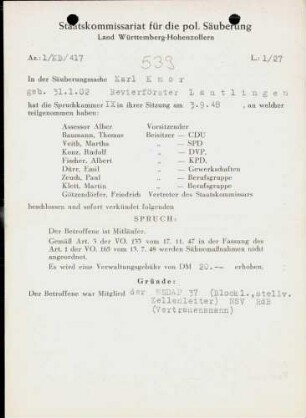 Staatskommissariat für die pol. Säuberung
Land Württemberg-Hohenzollern
Az.: 1/KB/417
533
L: 1/27
In der Säuberungssache Karl Knor
geb. 31.1.02 Revierförster Lautlingen
hat die Spruchkammer IX in ihrer Sitzung am 3.9.48 , an welcher
teilgenommen haben:
Assessor Alber Vorsitzender
Baumann, Thomas Beisitzer — CDU
Veith, Martha „ — SPD
Konz, Rudolf „ — DVP,
Fischer, Albert „ — KPD.
Dürr, Emil „ — Gewerkschaften
Zeuch, Paul „ — Berufsgruppe
Klett, Martin „ — Berufsgruppe
Götzendörfer, Friedrich Vertreter des Staatskommissariats
beschlossen und sofort verkündet folgenden
SPRUCH:
Der Betroffene ist Mitläufer.
Gemäß Art. 3 der VO. 133 vom 17. 11. 47 in der Fassung des
Art. 1 der VO. 165 vom 13. 7. 48 werden Sühnemaßnahmen nicht
angeordnet.
Es wird eine Verwaltungsgebühr von DM 20.-- erhoben.
Gründe:
Der Betroffene war Mitglied der NSDAP 37 (Blockl.,stellv.
Zellenleiter) NSV RdB
(Vertrauensmann)